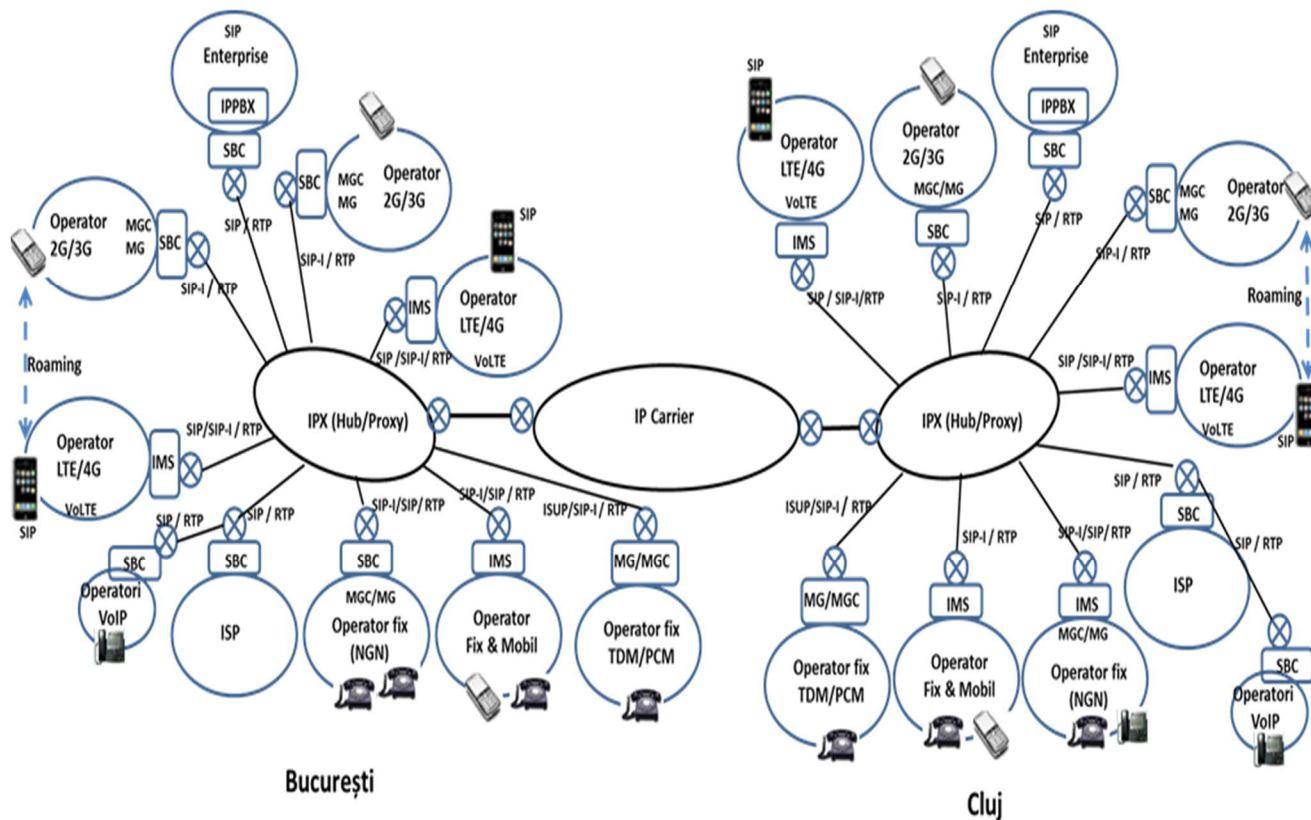 SIP
Enterprise
IPPBX
SBC
SIP / RTP
SBC
MGC
MG
Operator
2G/3G
SIP-I / RTP
Operator
2G/3G
MGC
MG
SBC
SIP-I / RTP
SIP
IMS
Operator
LTE/4G
VoLTE
SIP /SIP-I/ RTP
Roaming
IPX (Hub/Proxy)
IP Carrier
Operator
LTE/4G
VoLTE
IMS
SIP/SIP-I / RTP
SIP
SIP / RTP
SBC
Operatori
VoIP
SIP / RTP
SBC
ISP
SIP-I/SIP/ RTP
SBC
MGC/MG
Operator fix
(NGN)
SIP-I/SIP / RTP
IMS
Operator
Fix & Mobil
ISUP/SIP-I / RTP
MG/MGC
Operator fix
TDM/PCM
București
SIP
Operator
LTE/4G
VoLTE
IMS
SIP / SIP-I/RTP
Operator
2G/3G
MGC/MG
SBC
SIP-I / RTP
SIP
Enterprise
IPPBX
SBC
SIP / RTP
SBC
MGC
MG
Operator
2G/3G
SIP-I / RTP
Roaming
IPX (Hub/Proxy)
SIP /SIP-I/ RTP
IMS
Operator
LTE/4G
VoLTE
SIP
ISUP/SIP-I / RTP
MG/MGC
Operator fix
TDM/PCM
SIP-I / RTP
IMS
Operator
Fix & Mobil
SIP-I/SIP/ RTP
IMS
MGC/MG
Operator fix
(NGN)
SIP / RTP
SBC
ISP
SIP / RTP
SBC
Operatori
VoIP
Cluj